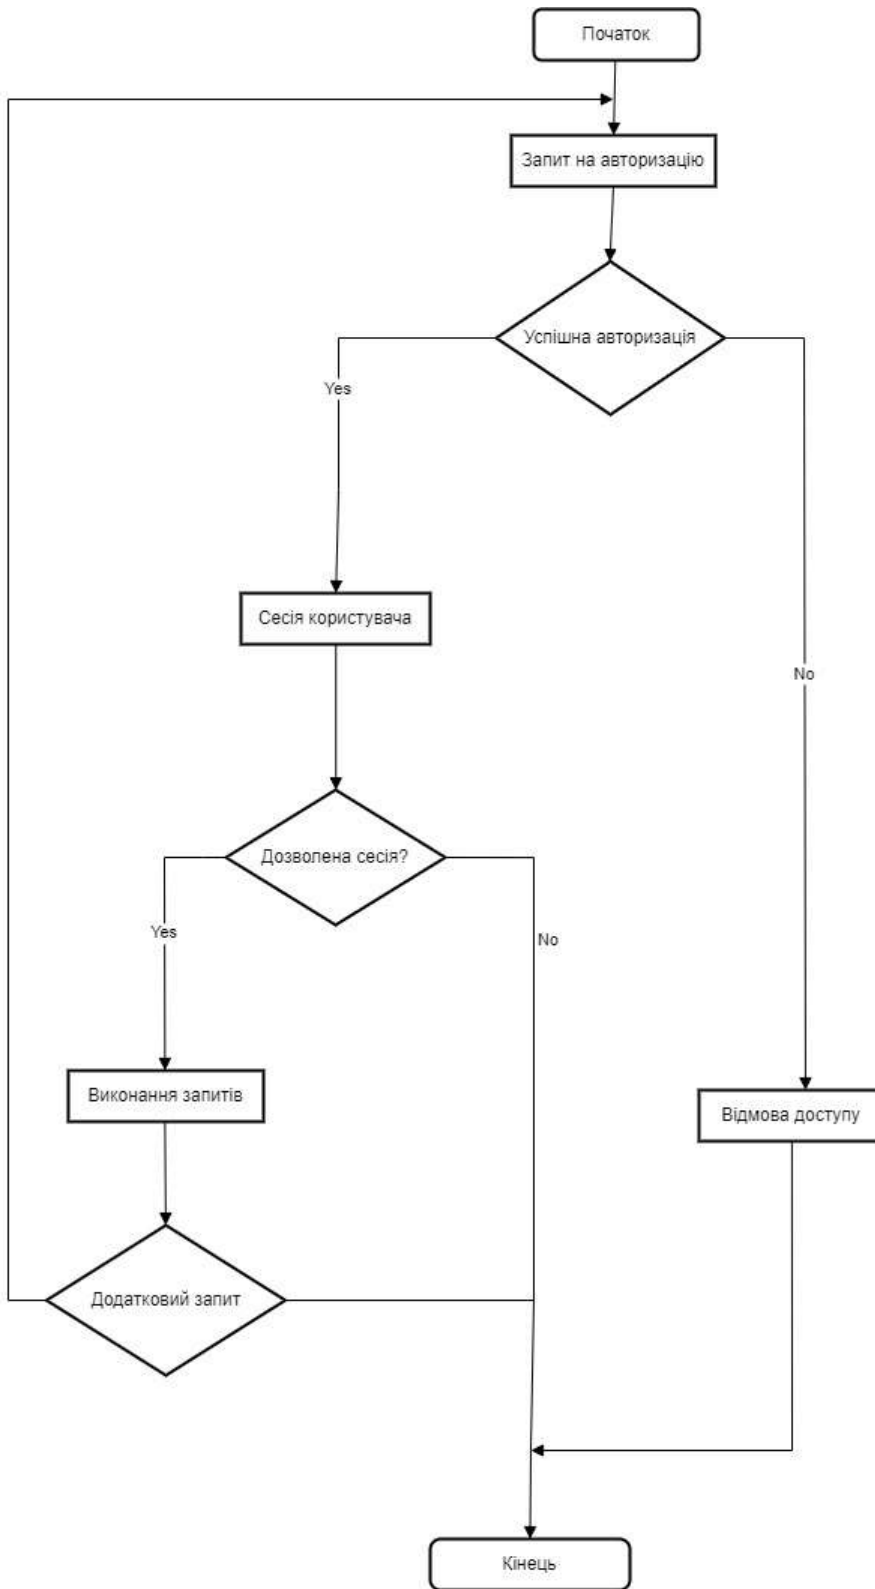 Початок
Запит на авторизацію
Успішна авторизація
Yes
Сесія користувача
No
Дозволена сесія?
Yes
No
Виконання запитів
Відмова доступу
Додатковий запит
Кінець